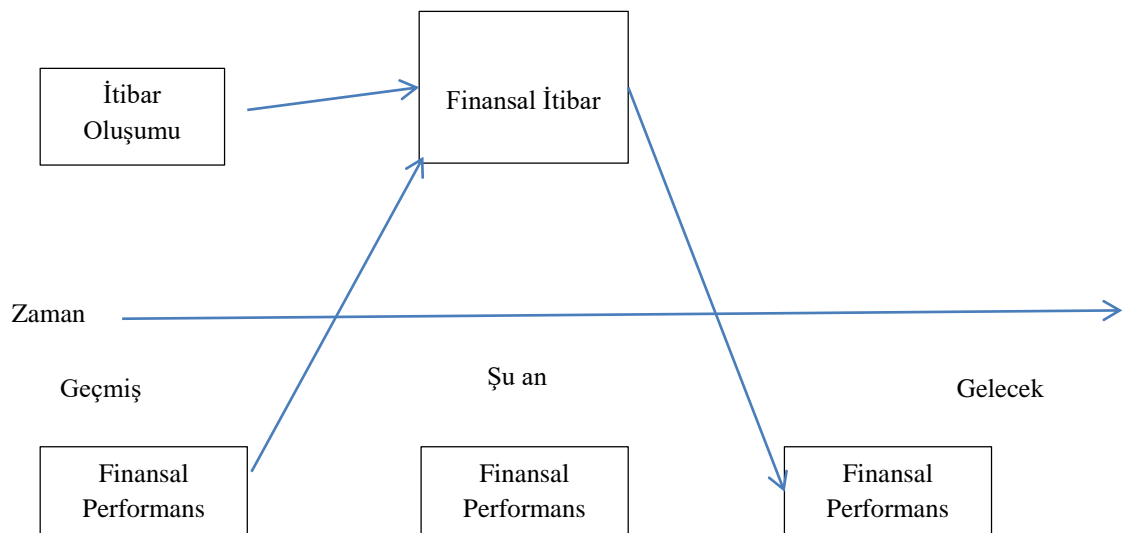 İtibar
Oluşumu
Finansal İtibar
Zaman
Geçmiş
Şu an
Gelecek
Finansal
Performans
Finansal
Performans
Finansal
Performans